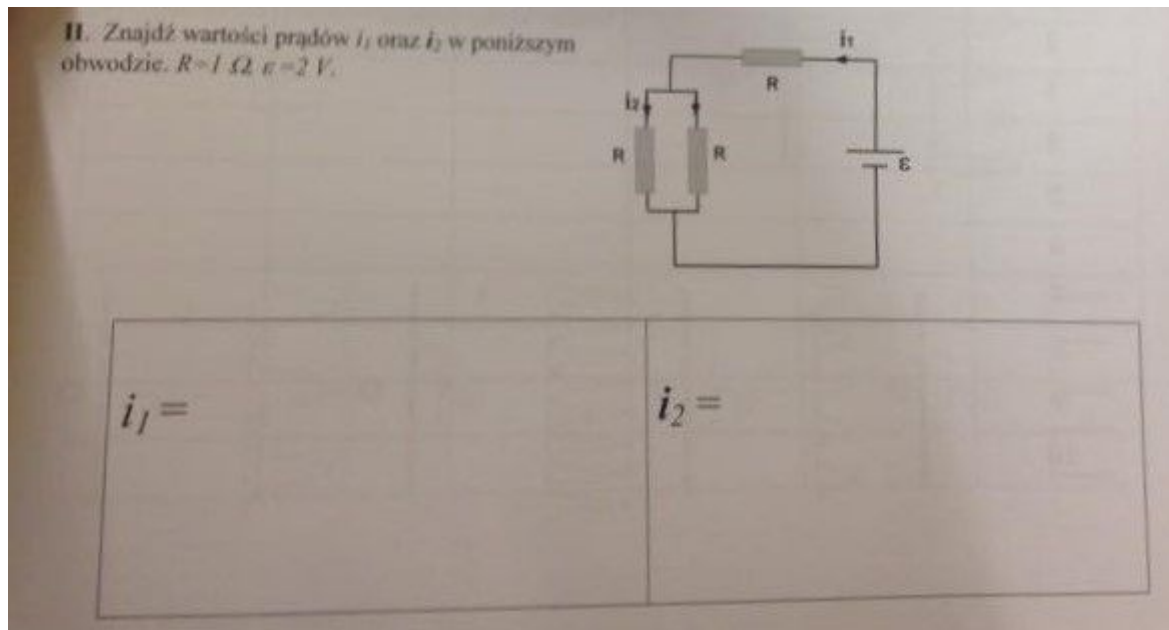 II. Znajdź wartości prądów i₁ oraz i₂ w poniższym
obwodzie. R=1 Ω, ε=2 V.
i₁
R
i₂
R
R
ε
i₁ =
i₂ =